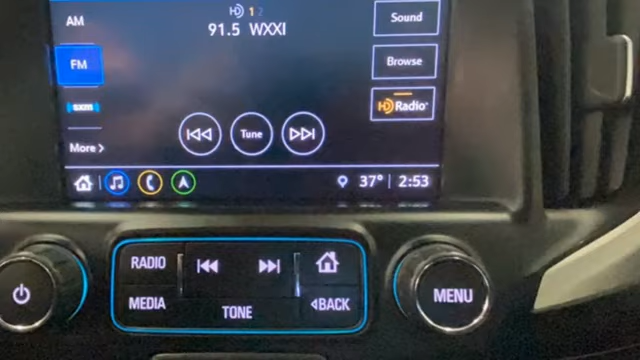 AM
HD 1 2
91.5 WXXI
Sound
FM
Browse
sxm
HD Radio
Tune
More >
37° | 2:53
RADIO
MEDIA
TONE
BACK
MENU